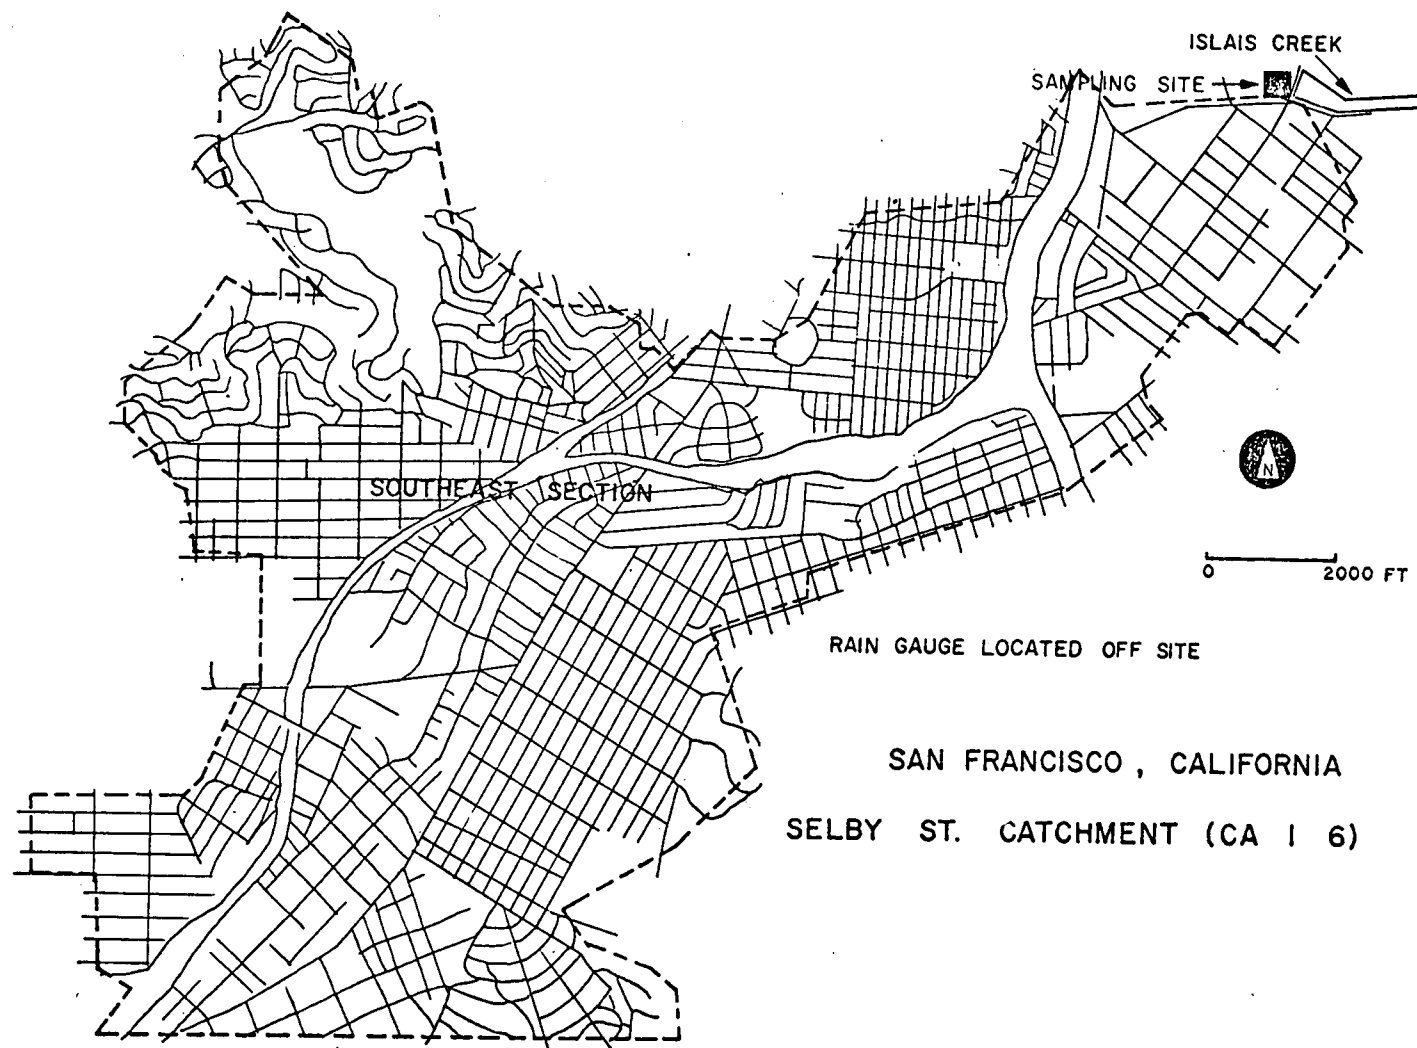 ISLAIS CREEK
SAMPLING SITE
SOUTHEAST SECTION
N
0 2000 FT
RAIN GAUGE LOCATED OFF SITE
SAN FRANCISCO, CALIFORNIA
SELBY ST. CATCHMENT (CA 1 6)